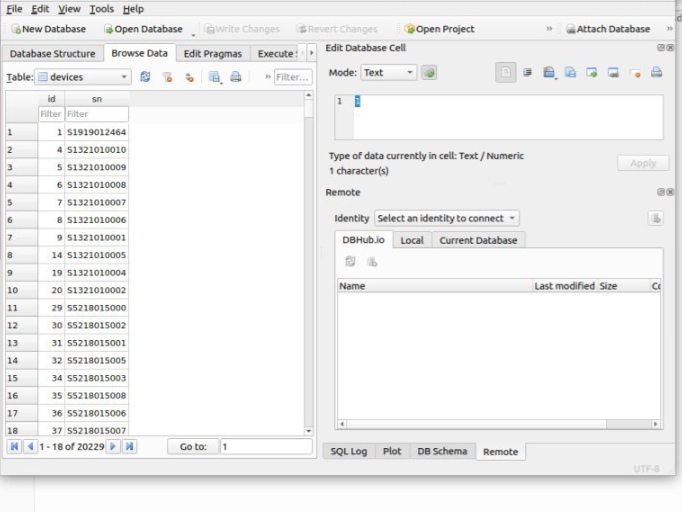 File Edit View Tools Help
New Database Open Database Write Changes Revert Changes Open Project » Attach Database »
Database Structure Browse Data Edit Pragmas Execute
Table: devices » Filter...
id sn
Filter Filter
1 1 S1919012464
2 4 S1321010010
3 5 S1321010009
4 6 S1321010008
5 7 S1321010007
6 8 S1321010006
7 9 S1321010001
8 14 S1321010005
9 19 S1321010004
10 20 S1321010002
11 29 S5218015000
12 30 S5218015002
13 31 S5218015001
14 32 S5218015005
15 34 S5218015003
16 35 S5218015008
17 36 S5218015006
18 37 S5218015007
1 - 18 of 20229 Go to: 1
Edit Database Cell
Mode: Text
1 1
Type of data currently in cell: Text / Numeric
1 character(s)
Apply
Remote
Identity Select an identity to connect
DBHub.io Local Current Database
Name Last modified Size Co
SQL Log Plot DB Schema Remote
UTF-8